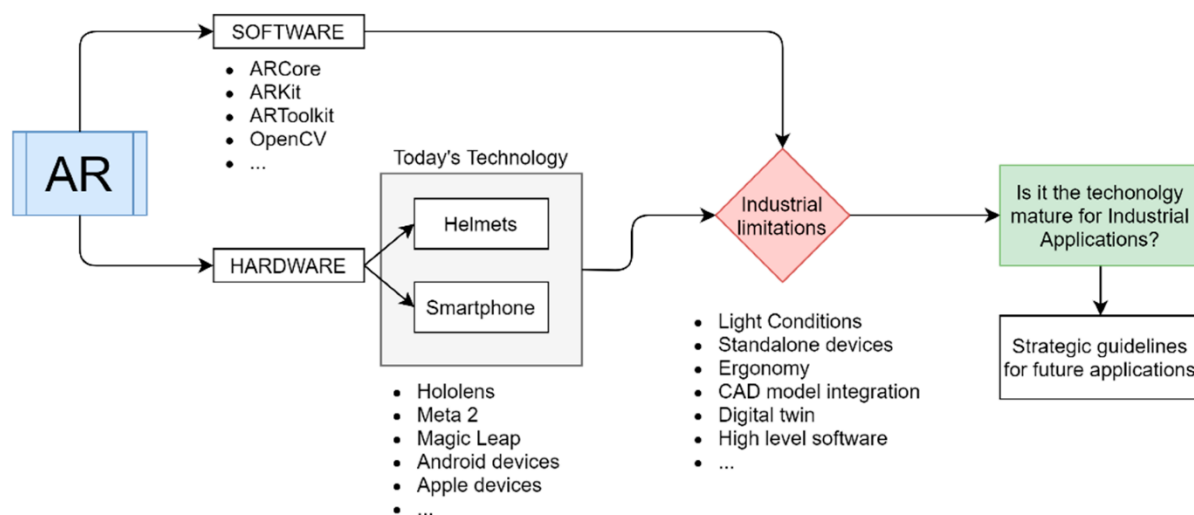 AR
SOFTWARE
• ARCore
• ARKit
• ARToolkit
• OpenCV
• ...
HARDWARE
Today's Technology
Helmets
Smartphone
• Hololens
• Meta 2
• Magic Leap
• Android devices
• Apple devices
• ...
Industrial
limitations
• Light Conditions
• Standalone devices
• Ergonomy
• CAD model integration
• Digital twin
• High level software
• ...
Is it the techonolgy
mature for Industrial
Applications?
Strategic guidelines
for future applications